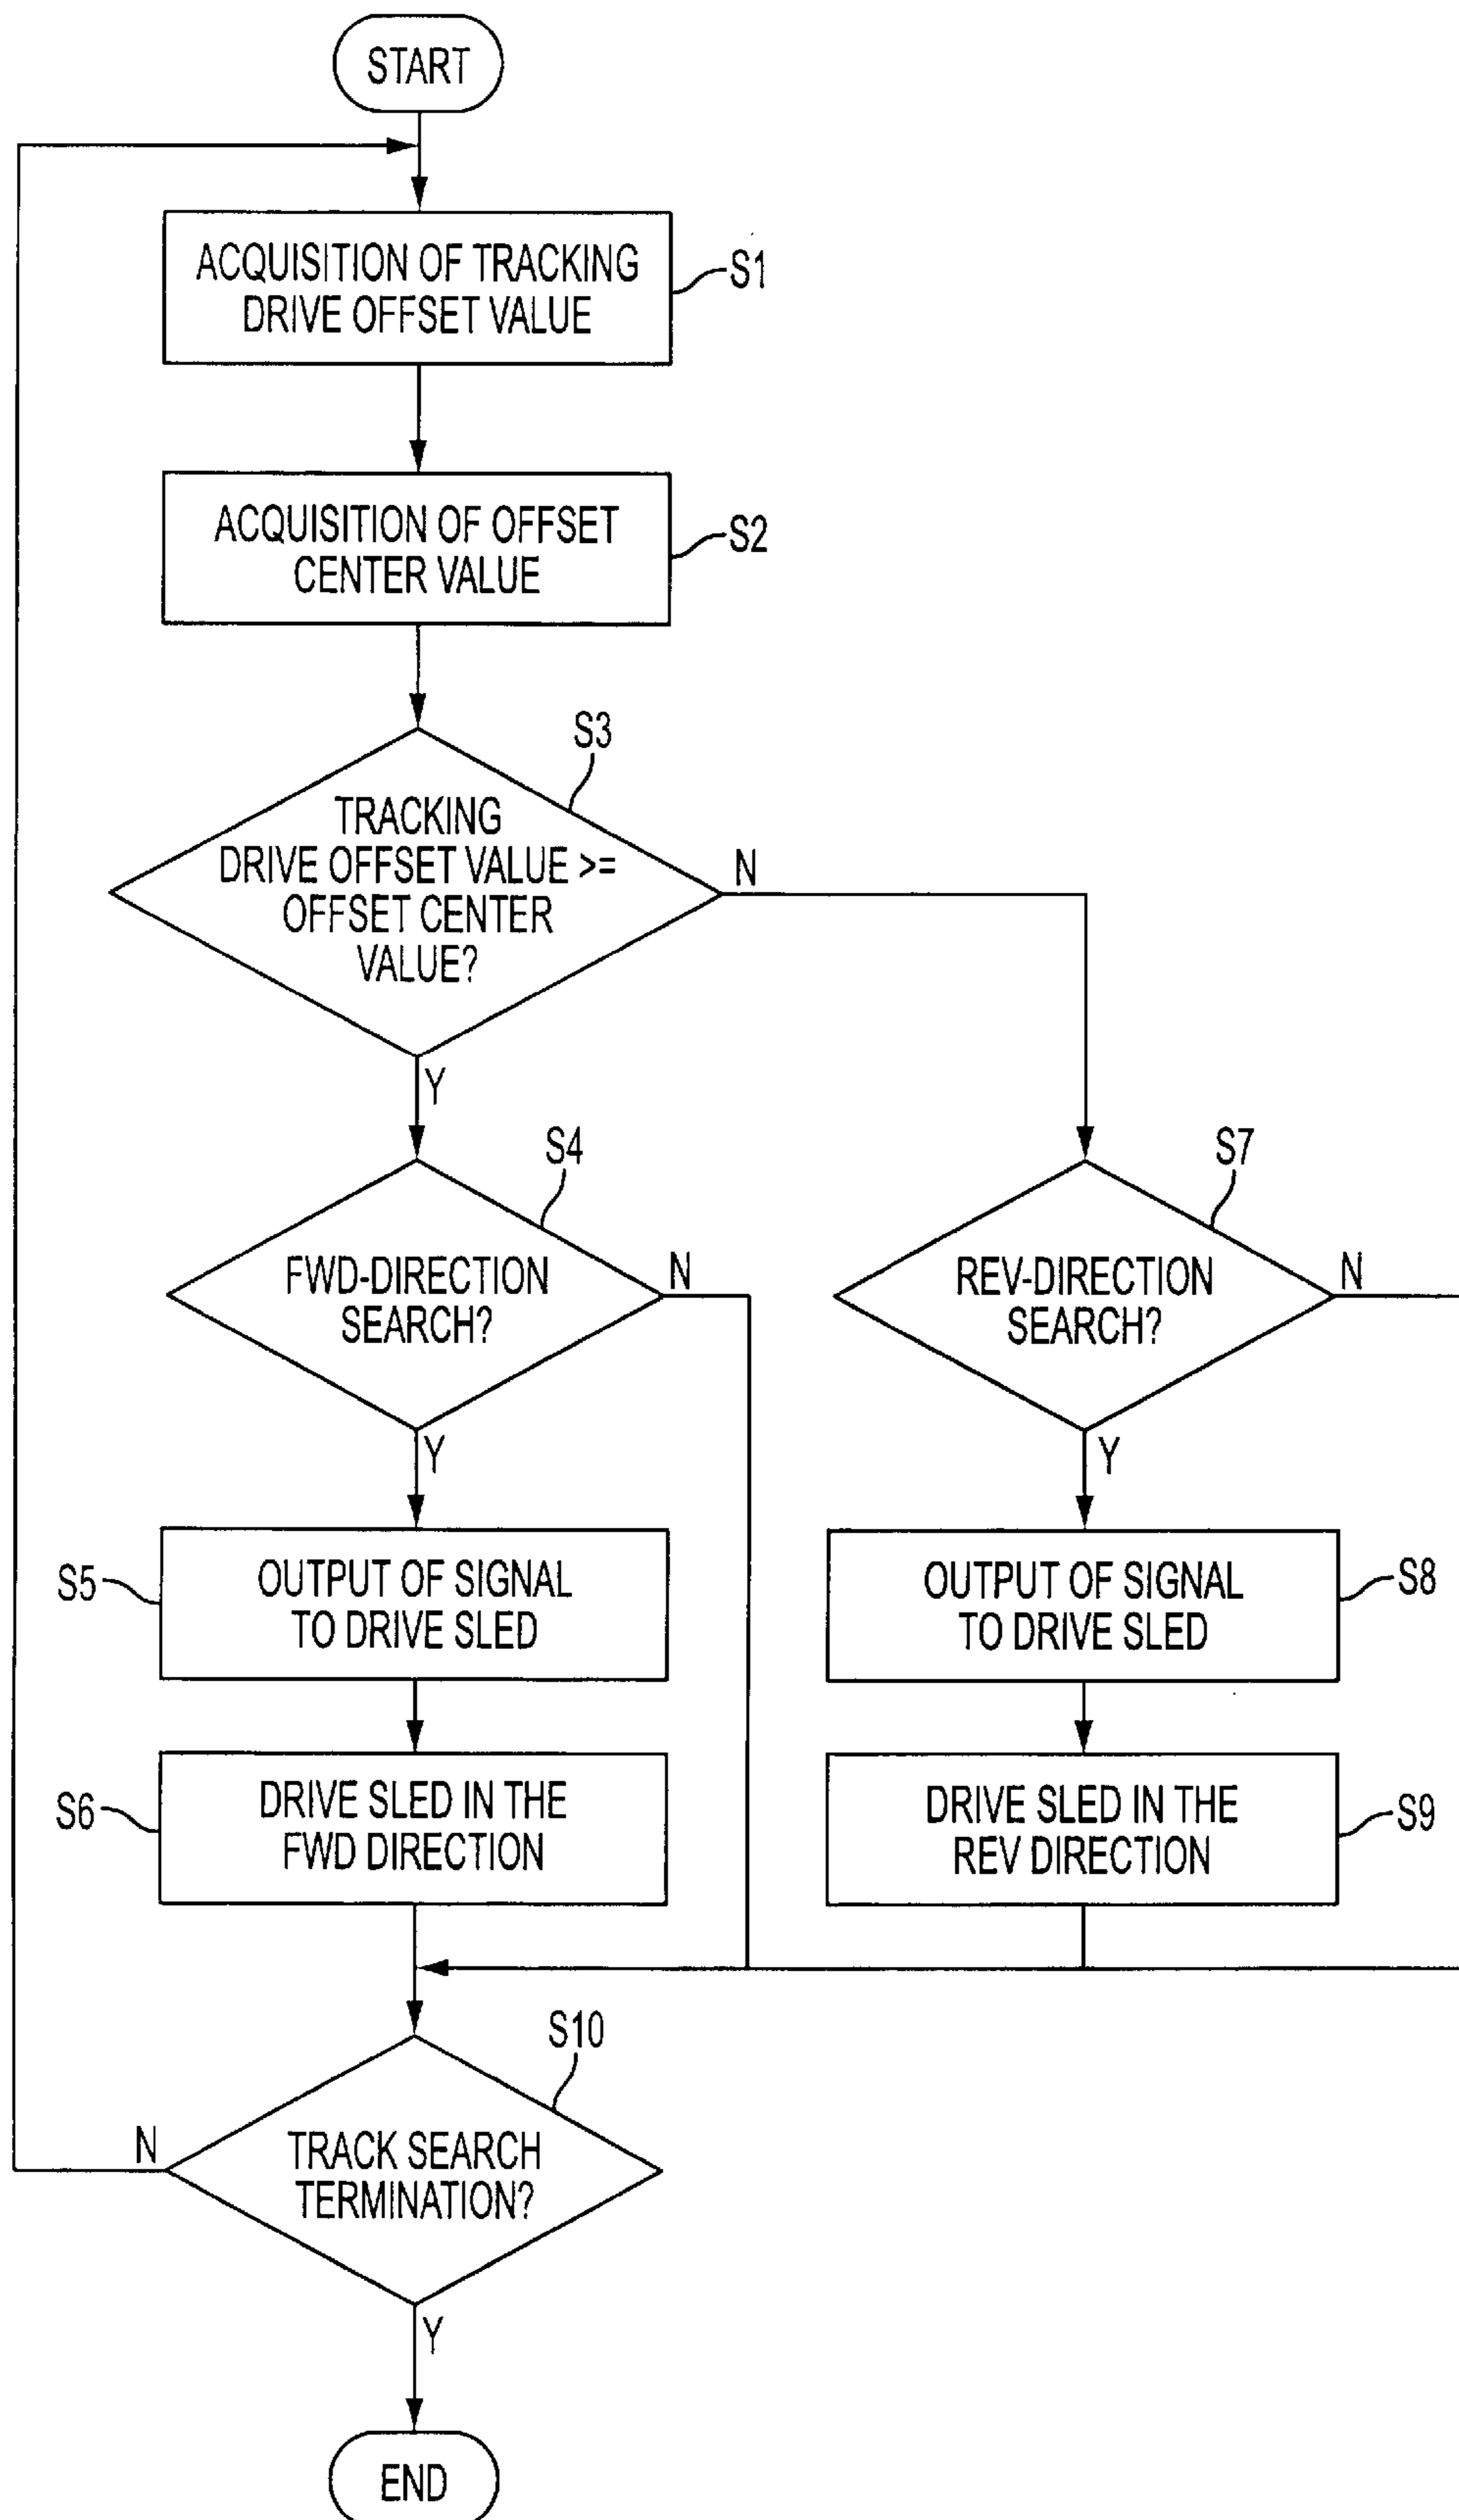 START
ACQUISITION OF TRACKING
DRIVE OFFSET VALUE
S1
ACQUISITION OF OFFSET
CENTER VALUE
S2
S3
TRACKING
DRIVE OFFSET VALUE >=
OFFSET CENTER
VALUE?
N
Y
S4
FWD-DIRECTION
SEARCH?
N
Y
S7
REV-DIRECTION
SEARCH?
N
Y
S5
OUTPUT OF SIGNAL
TO DRIVE SLED
OUTPUT OF SIGNAL
TO DRIVE SLED
S8
S6
DRIVE SLED IN THE
FWD DIRECTION
DRIVE SLED IN THE
REV DIRECTION
S9
S10
N
TRACK SEARCH
TERMINATION?
Y
END